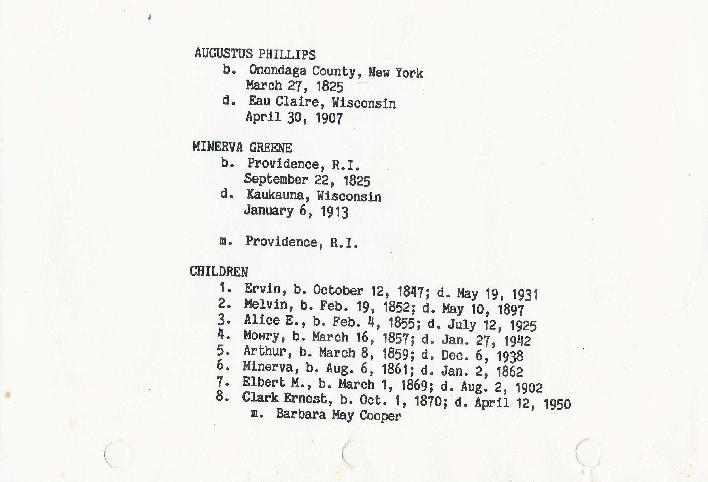 AUGUSTUS PHILLIPS
b. Onondaga County, New York
March 27, 1825
d. Eau Claire, Wisconsin
April 30, 1907
MINERVA GREENE
b. Providence, R.I.
September 22, 1825
d. Kaukauna, Wisconsin
January 6, 1913
m. Providence, R.I.
CHILDREN
1. Ervin, b. October 12, 1847; d. May 19, 1931
2. Melvin, b. Feb. 19, 1852; d. May 10, 1897
3. Alice E., b. Feb. 4, 1855; d. July 12, 1925
4. Mowry, b. March 16, 1857; d. Jan. 27, 1942
5. Arthur, b. March 8, 1859; d. Dec. 6, 1938
6. Minerva, b. Aug. 6, 1861; d. Jan. 2, 1862
7. Elbert M., b. March 1, 1869; d. Aug. 2, 1902
8. Clark Ernest, b. Oct. 1, 1870; d. April 12, 1950
m. Barbara May Cooper